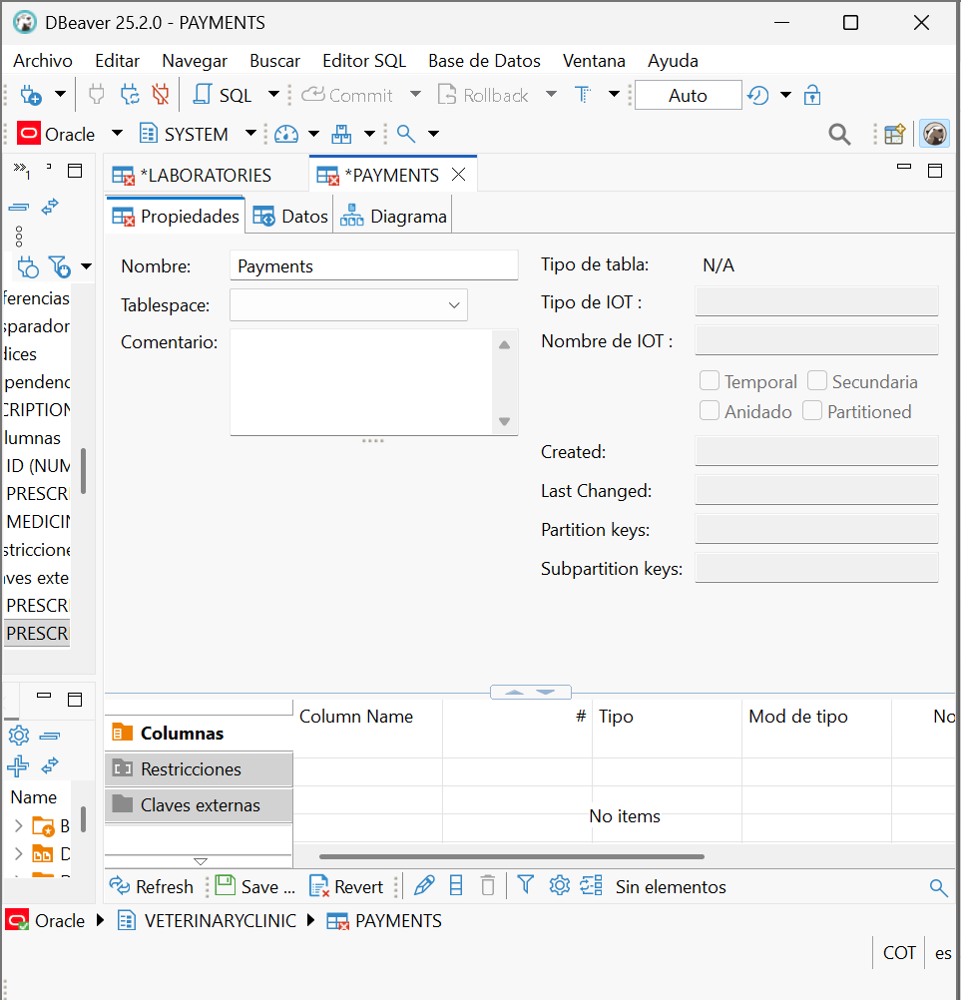 DBeaver 25.2.0 - PAYMENTS
Archivo Editar Navegar Buscar Editor SQL Base de Datos Ventana Ayuda
SQL Commit Rollback T Auto
Oracle SYSTEM
»1 *LABORATORIES *PAYMENTS
Propiedades Datos Diagrama
Nombre: Payments
Tablespace:
Comentario:
Tipo de tabla: N/A
Tipo de IOT :
Nombre de IOT :
Temporal Secundaria
Anidado Partitioned
Created:
Last Changed:
Partition keys:
Subpartition keys:
ferencias
sparador
dices
pendenc
CRIPTION
lumnas
ID (NUM
PRESCR
MEDICIN
striccione
aves exte
PRESCR
PRESCR
Name
B
D
Columnas
Restricciones
Claves externas
Column Name # Tipo Mod de tipo No
No items
Refresh Save ... Revert Sin elementos
Oracle VETERINARYCLINIC PAYMENTS
COT es